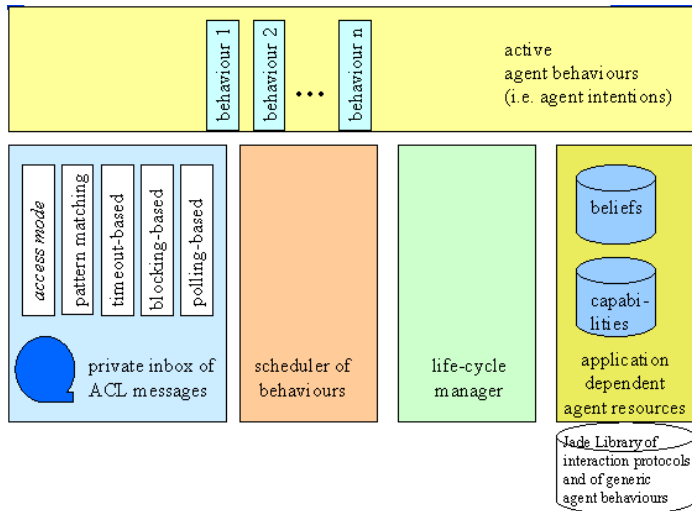 behaviour 1
behaviour 2
...
behaviour n
active
agent behaviours
(i.e. agent intentions)
access mode
pattern matching
timeout-based
blocking-based
polling-based
private inbox of
ACL messages
scheduler of
behaviours
life-cycle
manager
beliefs
capabi-
lities
application
dependent
agent resources
Jade Library of
interaction protocols
and of generic
agent behaviours